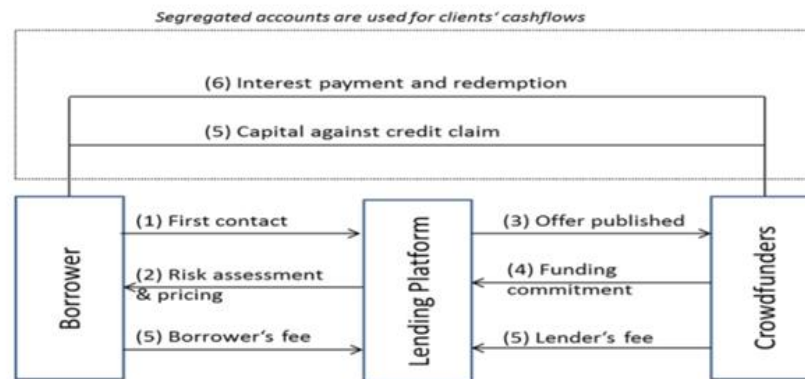 Segregated accounts are used for clients' cashflows
(6) Interest payment and redemption
(5) Capital against credit claim
Borrower
(1) First contact
(2) Risk assessment
& pricing
(5) Borrower's fee
Lending Platform
(3) Offer published
(4) Funding
commitment
(5) Lender's fee
Crowdfunders